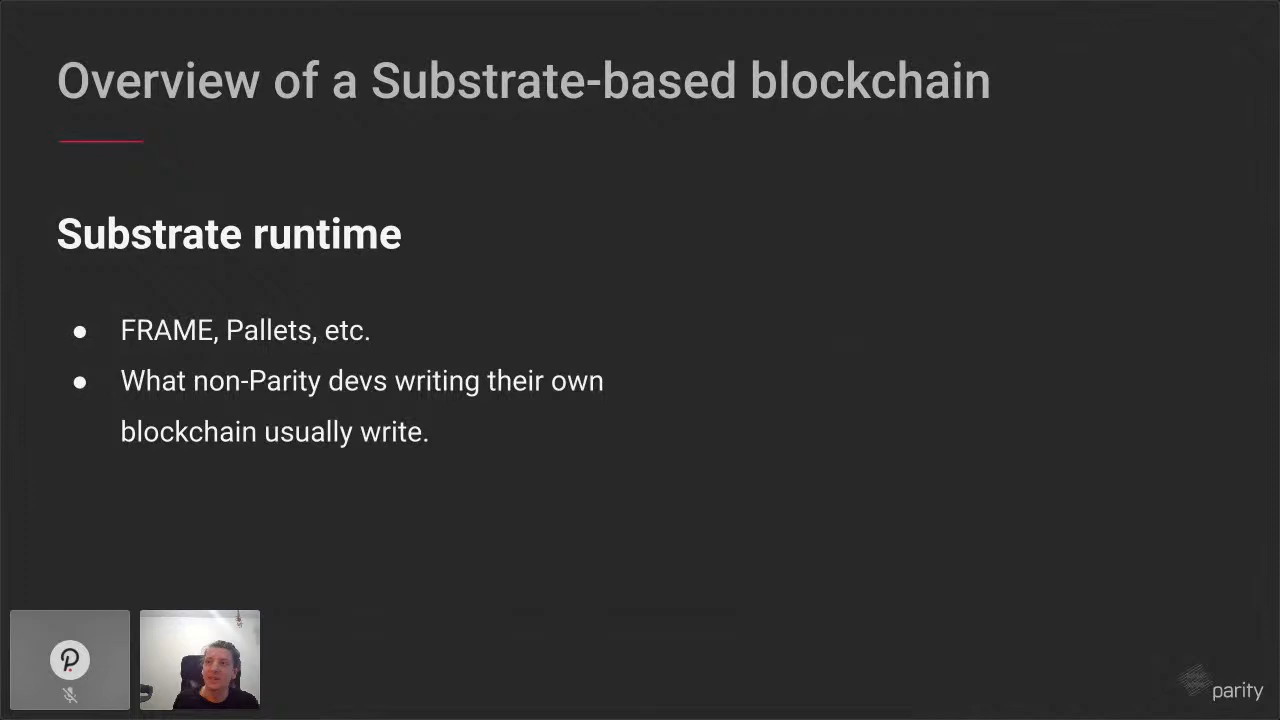 Overview of a Substrate-based blockchain
Substrate runtime
● FRAME, Pallets, etc.
● What non-Parity devs writing their own
blockchain usually write.
parity